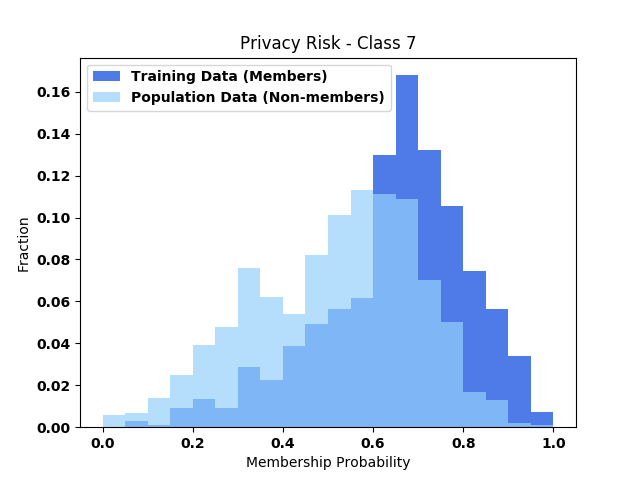 Privacy Risk - Class 7
Training Data (Members)
Population Data (Non-members)
0.16
0.14
0.12
0.10
0.08
0.06
0.04
0.02
0.00
Fraction
0.0 0.2 0.4 0.6 0.8 1.0
Membership Probability